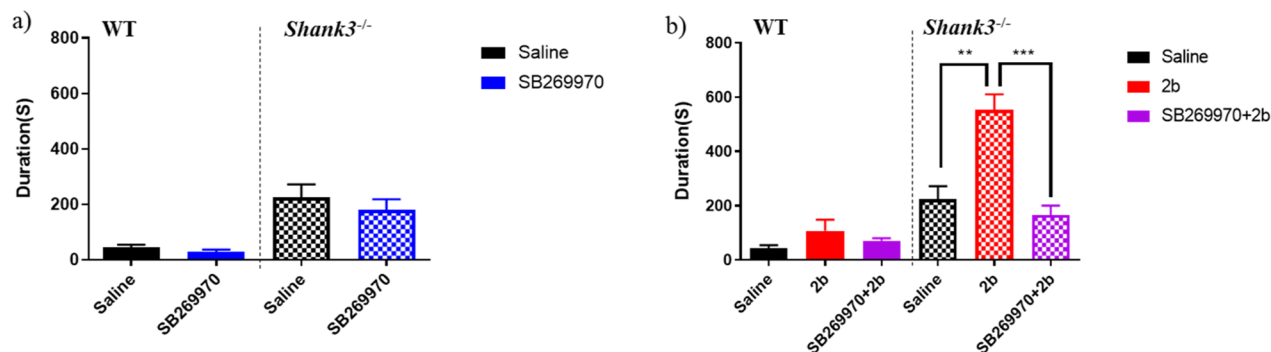 a)
WT
Shank3-/-
Duration(S)
800
600
400
200
0
Saline
SB269970
Saline
SB269970
Saline
SB269970
b)
WT
Shank3-/-
Duration(S)
800
600
400
200
0
**
***
Saline
2b
SB269970+2b
Saline
2b
SB269970+2b
Saline
2b
SB269970+2b